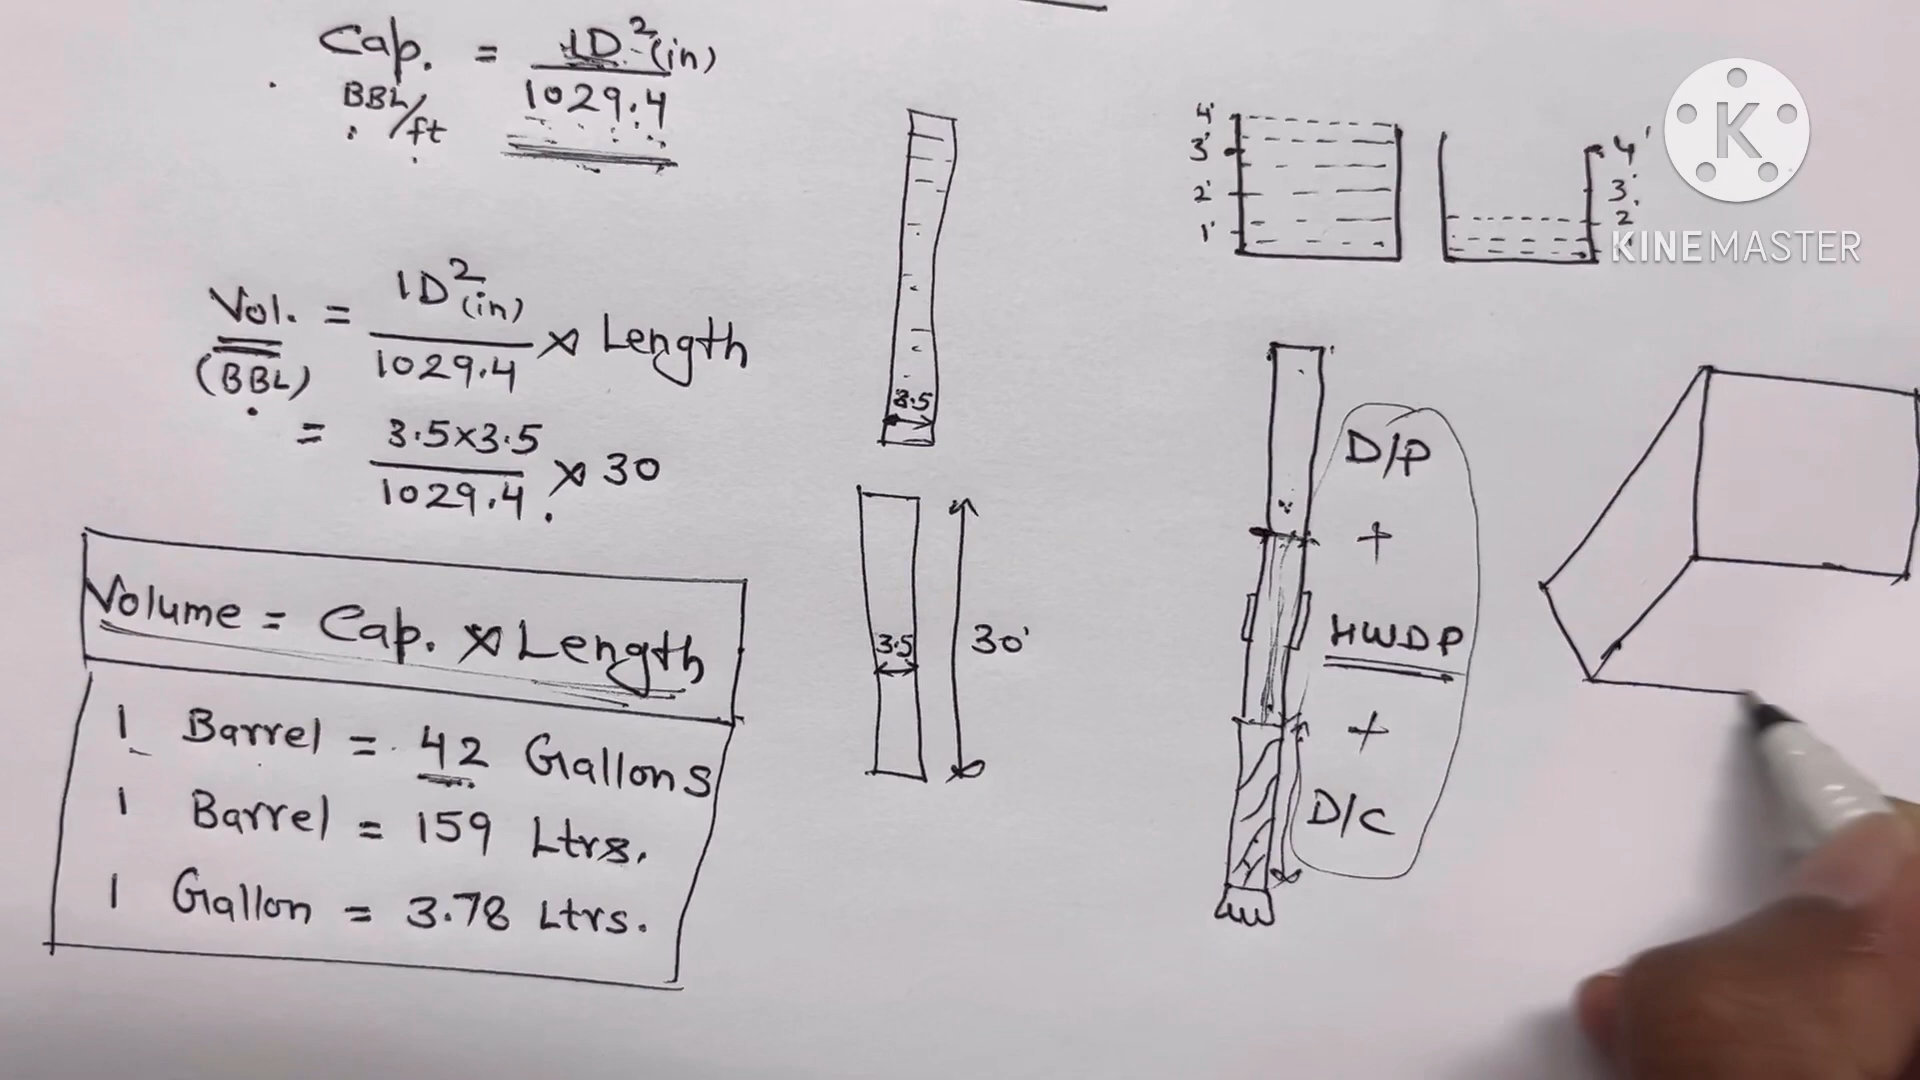 Cap. = ID²(in)
BBL/ft 1029.4
Vol. = ID²(in) × Length
(BBL) 1029.4
= 3.5×3.5 × 30
1029.4
Volume = Cap. × Length
1 Barrel = 42 Gallons
1 Barrel = 159 Ltrs.
1 Gallon = 3.78 Ltrs.
3.5
3.5
30'
4'
3'
2'
1'
4'
3'
2'
K
KINEMASTER
D/P
+
HWDP
+
D/C